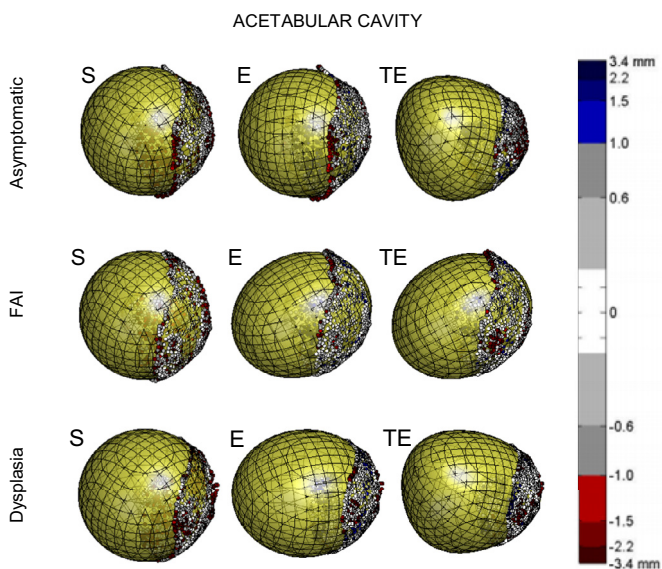 ACETABULAR CAVITY
Asymptomatic
S E TE
FAI
S E TE
Dysplasia
S E TE
3.4 mm
2.2
1.5
1.0
0.6
0
-0.6
-1.0
-1.5
-2.2
-3.4 mm